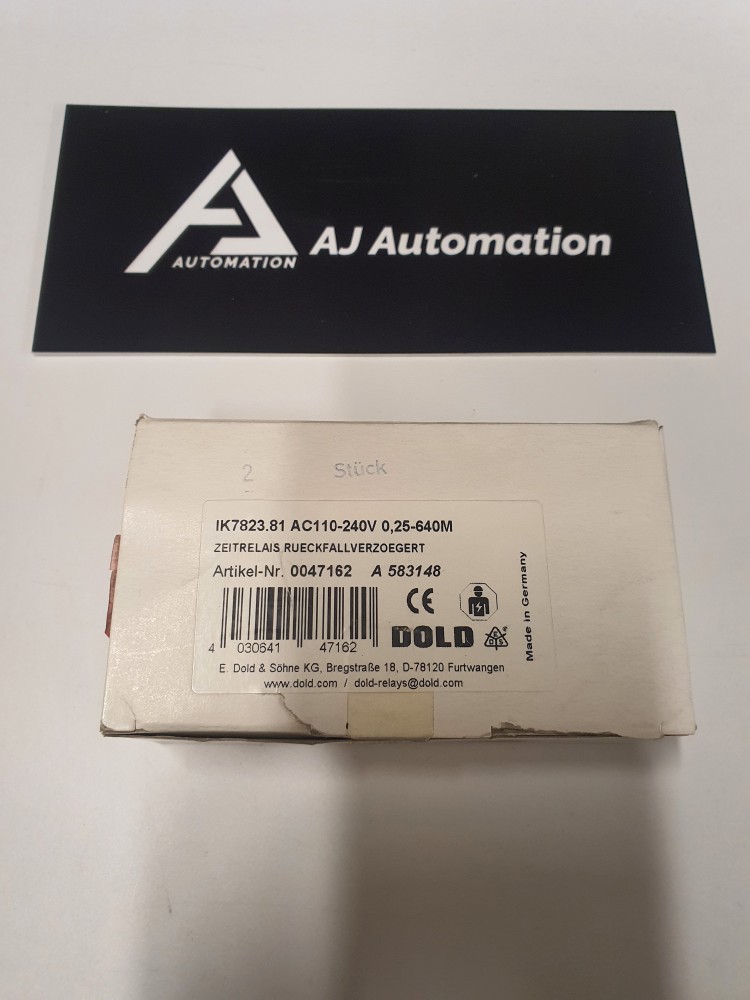 AUTOMATION
AJ Automation
2 Stück
IK7823.81 AC110-240V 0,25-640M
ZEITRELAIS RUECKFALLVERZOEGERT
Artikel-Nr. 0047162 A 583148
CE
4 030641 47162
DOLD
Made in Germany
E. Dold & Söhne KG, Bregstraße 18, D-78120 Furtwangen
www.dold.com / dold-relays@dold.com